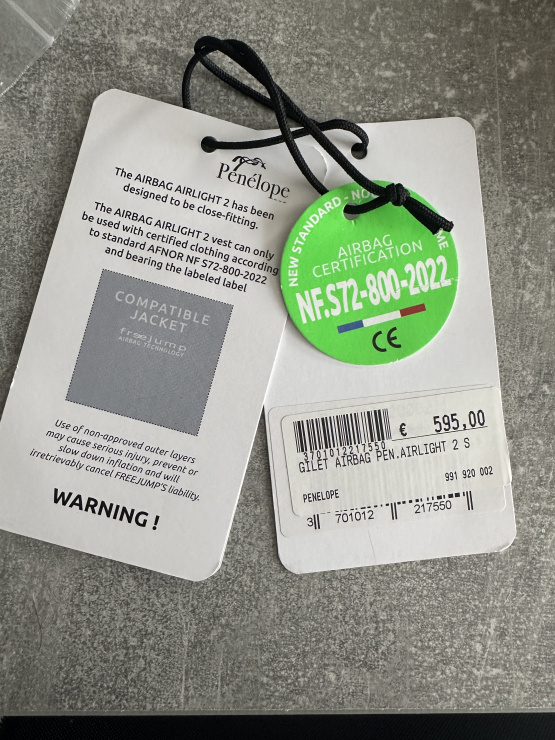 Pénélope
The AIRBAG AIRLIGHT 2 has been
designed to be close-fitting.
The AIRBAG AIRLIGHT 2 vest can only
be used with certified clothing according
to standard AFNOR NF S72-800-2022
and bearing the labeled label
COMPATIBLE
JACKET
freejump
AIRBAG TECHNOLOGY
Use of non-approved outer layers
may cause serious injury, prevent or
slow down inflation and will
irretrievably cancel FREEJUMP'S liability.
WARNING !
NEW STANDARD - NO
ME
AIRBAG
CERTIFICATION
NF.S72-800-2022
CE
€ 595,00
3701012217550
GILET AIRBAG PEN.AIRLIGHT 2 S
991 920 002
PENELOPE
3 701012 217550